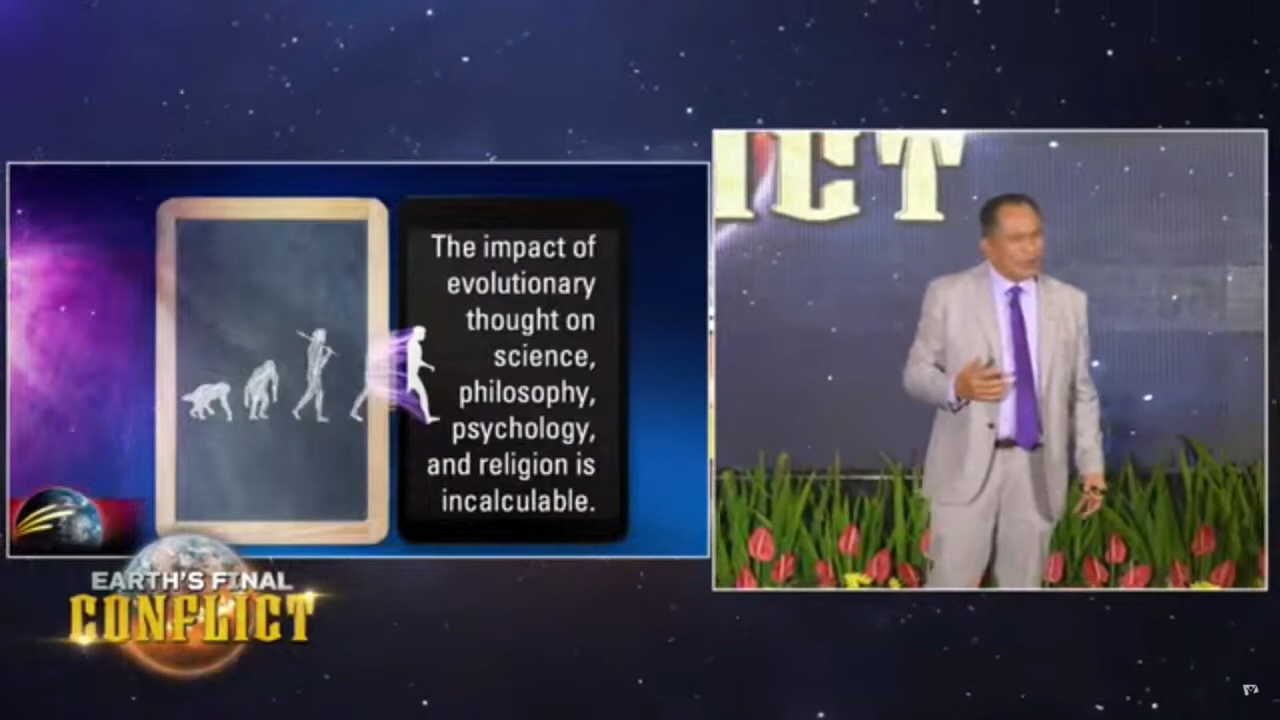 The impact of
evolutionary
thought on
science,
philosophy,
psychology,
and religion is
incalculable.
ICT
EARTH'S FINAL
CONFLICT